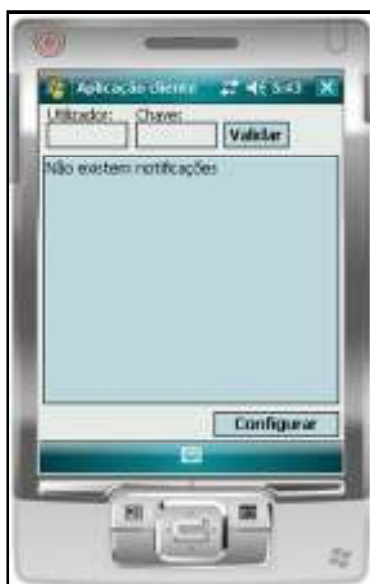 Aplicação cliente 5:43
Utilizador: Chave:
Validar
Não existem notificações
Configurar